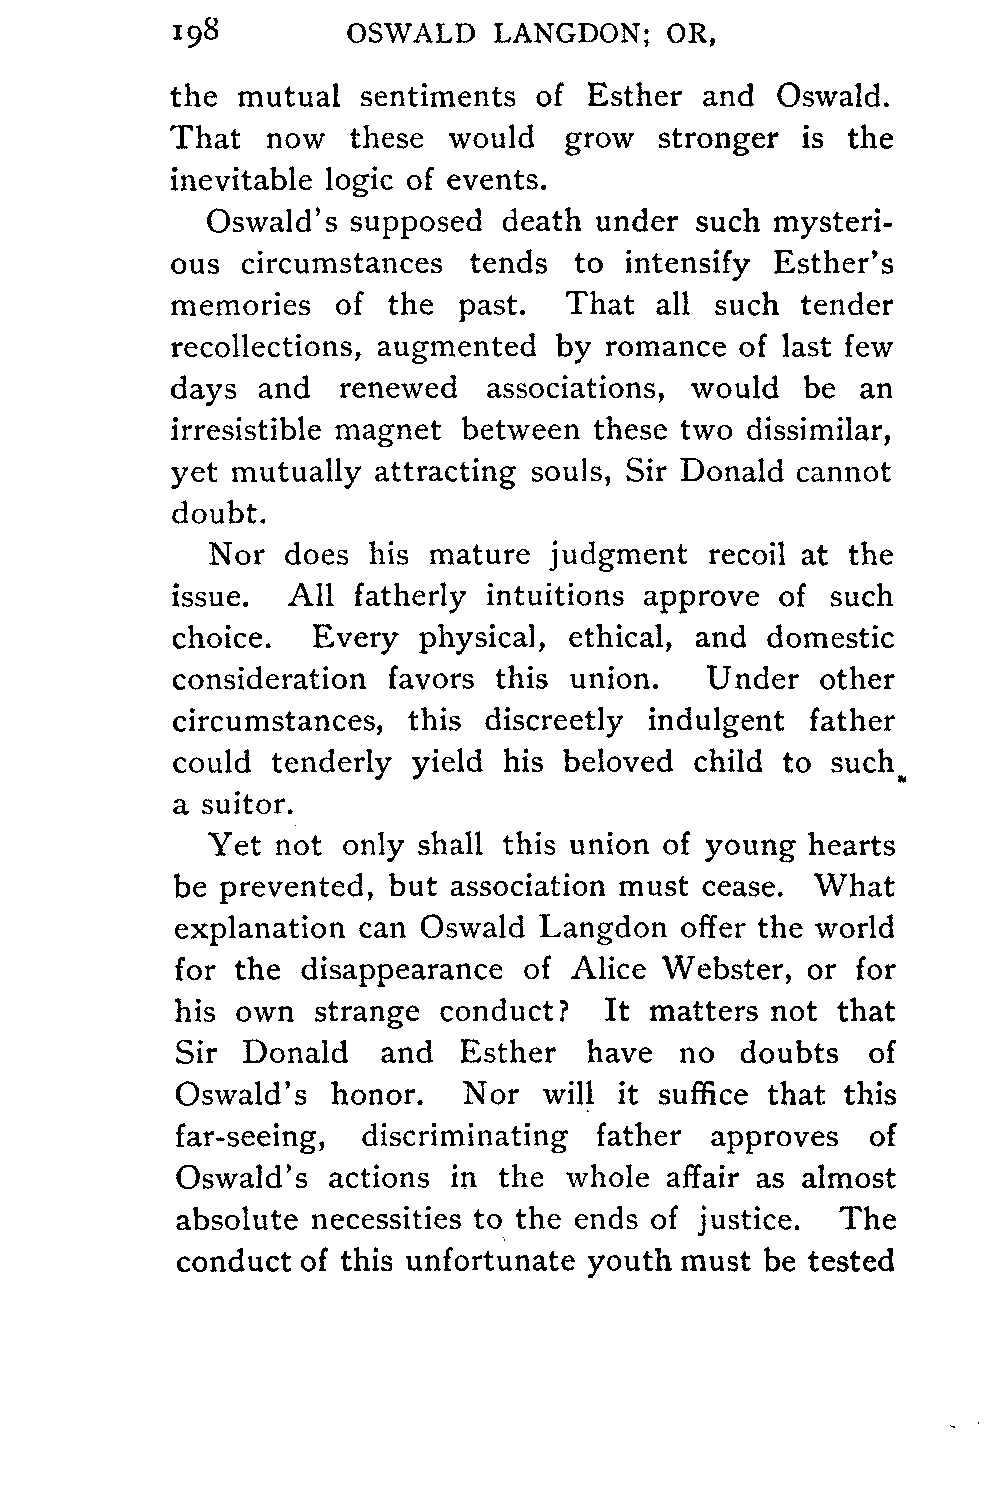 198 OSWALD LANGDON; OR,
the mutual sentiments of Esther and Oswald.
That now these would grow stronger is the
inevitable logic of events.
Oswald's supposed death under such mysteri-
ous circumstances tends to intensify Esther's
memories of the past. That all such tender
recollections, augmented by romance of last few
days and renewed associations, would be an
irresistible magnet between these two dissimilar,
yet mutually attracting souls, Sir Donald cannot
doubt.
Nor does his mature judgment recoil at the
issue. All fatherly intuitions approve of such
choice. Every physical, ethical, and domestic
consideration favors this union. Under other
circumstances, this discreetly indulgent father
could tenderly yield his beloved child to such
a suitor.
Yet not only shall this union of young hearts
be prevented, but association must cease. What
explanation can Oswald Langdon offer the world
for the disappearance of Alice Webster, or for
his own strange conduct? It matters not that
Sir Donald and Esther have no doubts of
Oswald's honor. Nor will it suffice that this
far-seeing, discriminating father approves of
Oswald's actions in the whole affair as almost
absolute necessities to the ends of justice. The
conduct of this unfortunate youth must be tested